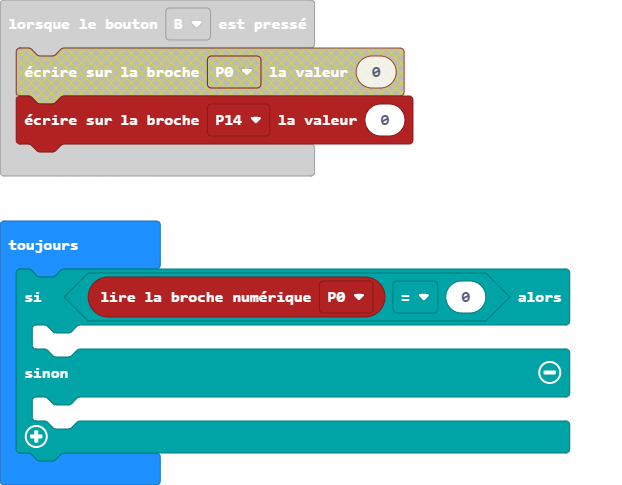 lorsque le bouton B est pressé
écrire sur la broche P0 la valeur 0
écrire sur la broche P14 la valeur 0
toujours
si lire la broche numérique P0 = 0 alors
sinon